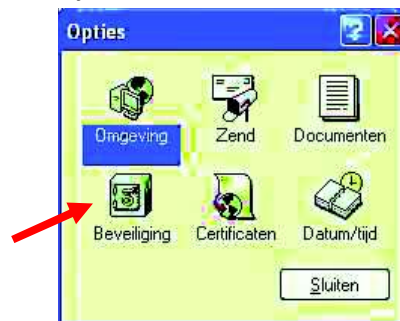 Opties
Omgeving Zend Documenten
Beveiliging Certificaten Datum/tijd
Sluiten